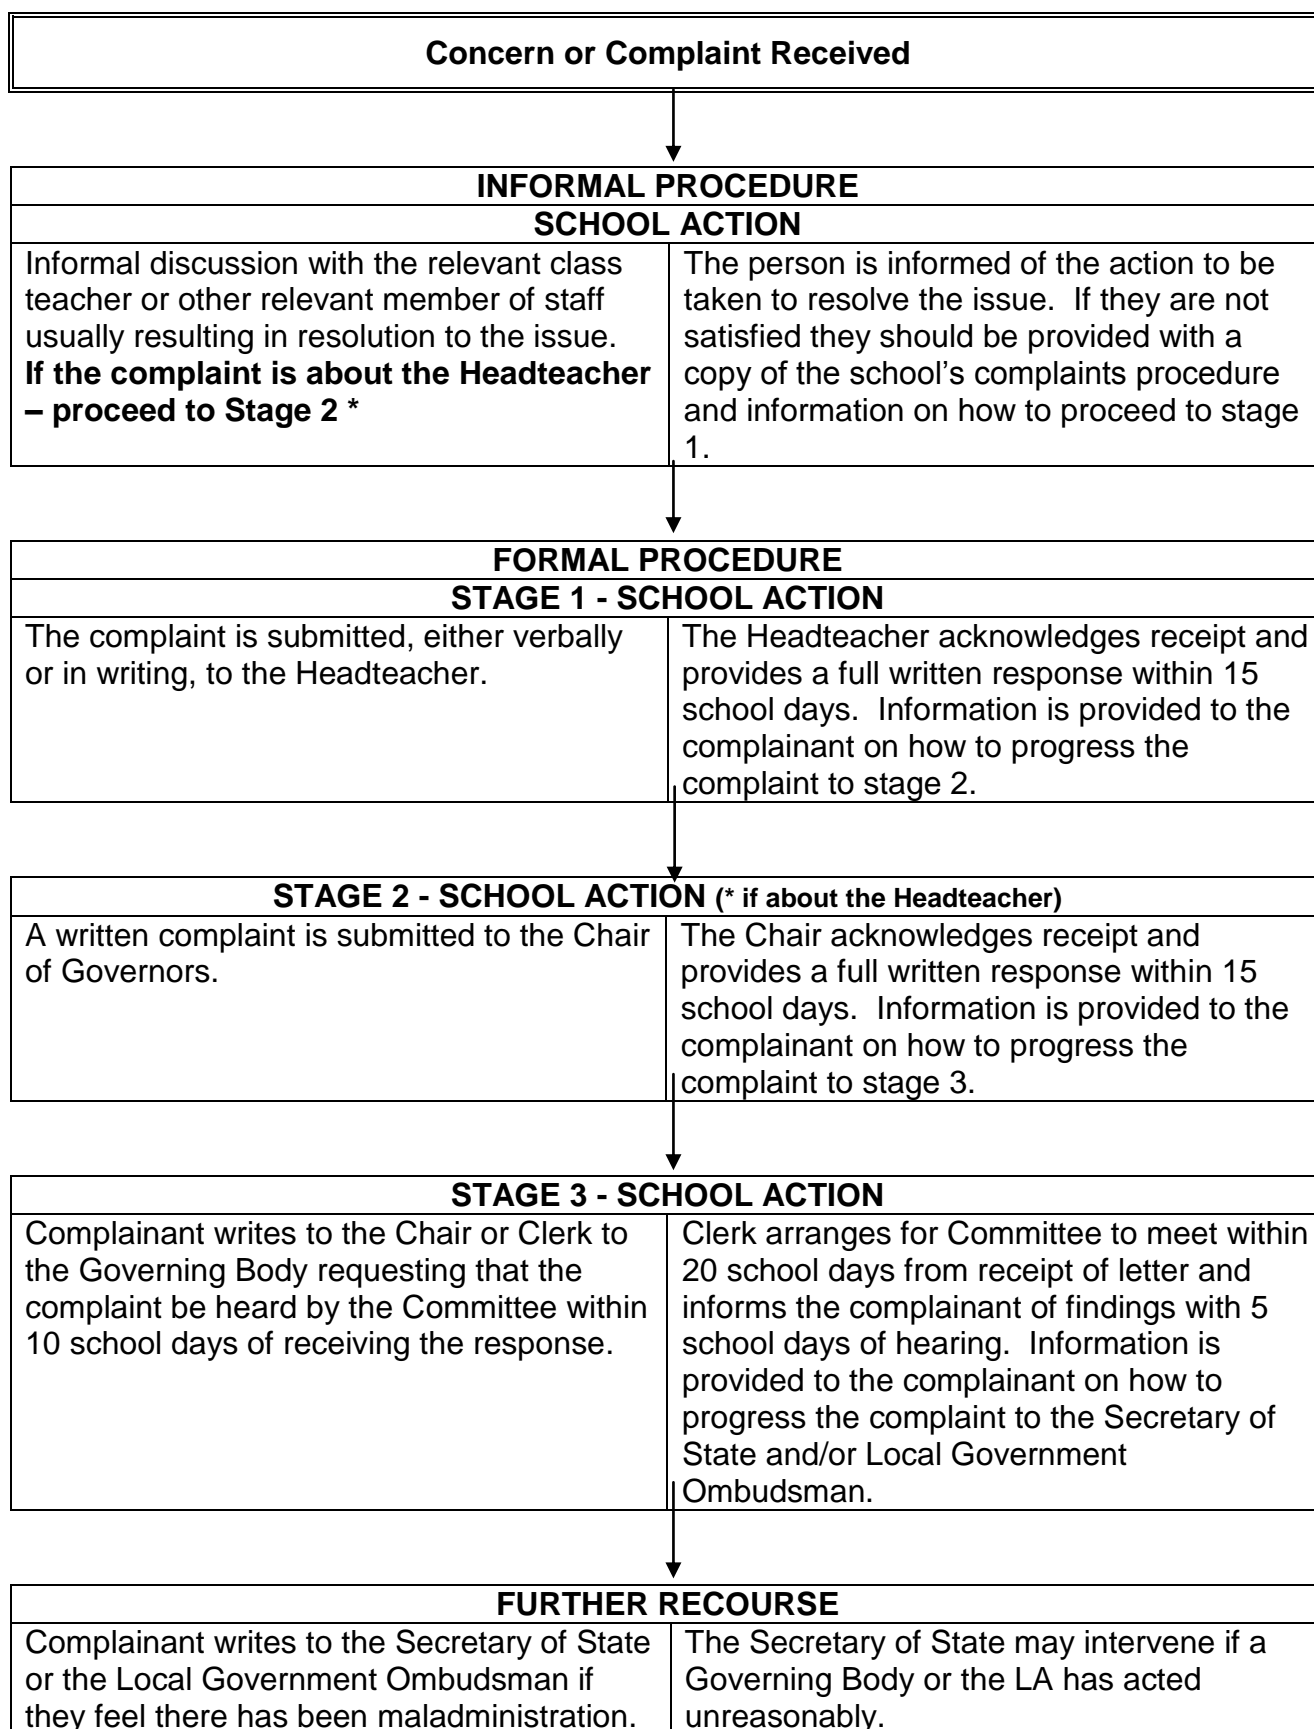 Concern or Complaint Received
INFORMAL PROCEDURE
SCHOOL ACTION
Informal discussion with the relevant class
teacher or other relevant member of staff
usually resulting in resolution to the issue.
If the complaint is about the Headteacher
– proceed to Stage 2 *
The person is informed of the action to be
taken to resolve the issue.  If they are not
satisfied they should be provided with a
copy of the school’s complaints procedure
and information on how to proceed to stage
1.
FORMAL PROCEDURE
STAGE 1 - SCHOOL ACTION
The complaint is submitted, either verbally
or in writing, to the Headteacher.
The Headteacher acknowledges receipt and
provides a full written response within 15
school days.  Information is provided to the
complainant on how to progress the
complaint to stage 2.
STAGE 2 - SCHOOL ACTION (* if about the Headteacher)
A written complaint is submitted to the Chair
of Governors.
The Chair acknowledges receipt and
provides a full written response within 15
school days.  Information is provided to the
complainant on how to progress the
complaint to stage 3.
STAGE 3 - SCHOOL ACTION
Complainant writes to the Chair or Clerk to
the Governing Body requesting that the
complaint be heard by the Committee within
10 school days of receiving the response.
Clerk arranges for Committee to meet within
20 school days from receipt of letter and
informs the complainant of findings with 5
school days of hearing.  Information is
provided to the complainant on how to
progress the complaint to the Secretary of
State and/or Local Government
Ombudsman.
FURTHER RECOURSE
Complainant writes to the Secretary of State
or the Local Government Ombudsman if
they feel there has been maladministration.
The Secretary of State may intervene if a
Governing Body or the LA has acted
unreasonably.